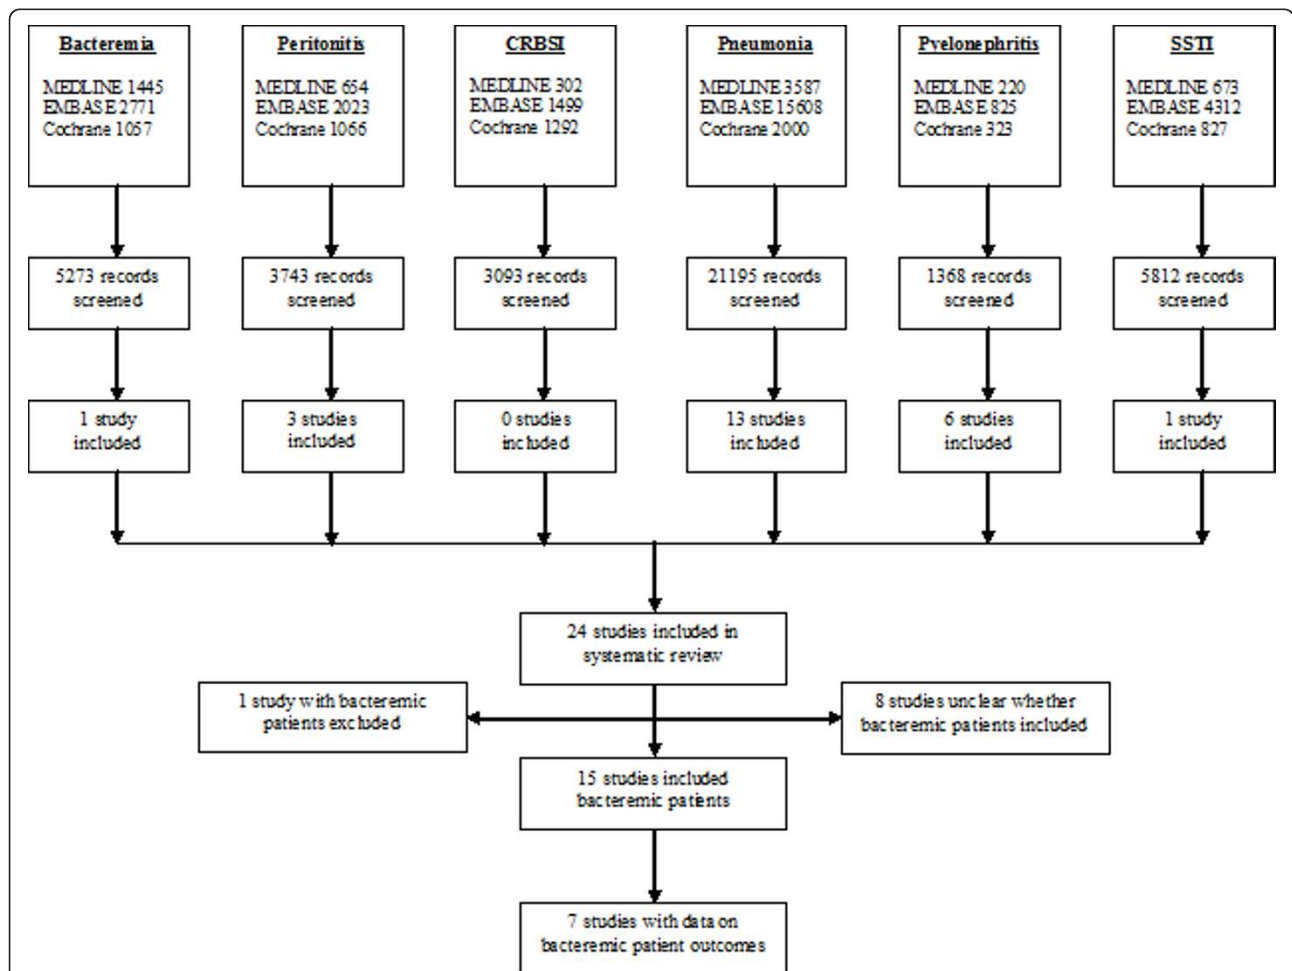 Bacteremia
MEDLINE 1445
EMBASE 2771
Cochrane 1057
Peritonitis
MEDLINE 654
EMBASE 2023
Cochrane 1066
CRBSI
MEDLINE 302
EMBASE 1499
Cochrane 1292
Pneumonia
MEDLINE 3587
EMBASE 15608
Cochrane 2000
Pyelonephritis
MEDLINE 220
EMBASE 825
Cochrane 323
SSTI
MEDLINE 673
EMBASE 4312
Cochrane 827
5273 records
screened
3743 records
screened
3093 records
screened
21195 records
screened
1368 records
screened
5812 records
screened
1 study
included
3 studies
included
0 studies
included
13 studies
included
6 studies
included
1 study
included
24 studies included in
systematic review
1 study with bacteremic
patients excluded
8 studies unclear whether
bacteremic patients included
15 studies included
bacteremic patients
7 studies with data on
bacteremic patient outcomes